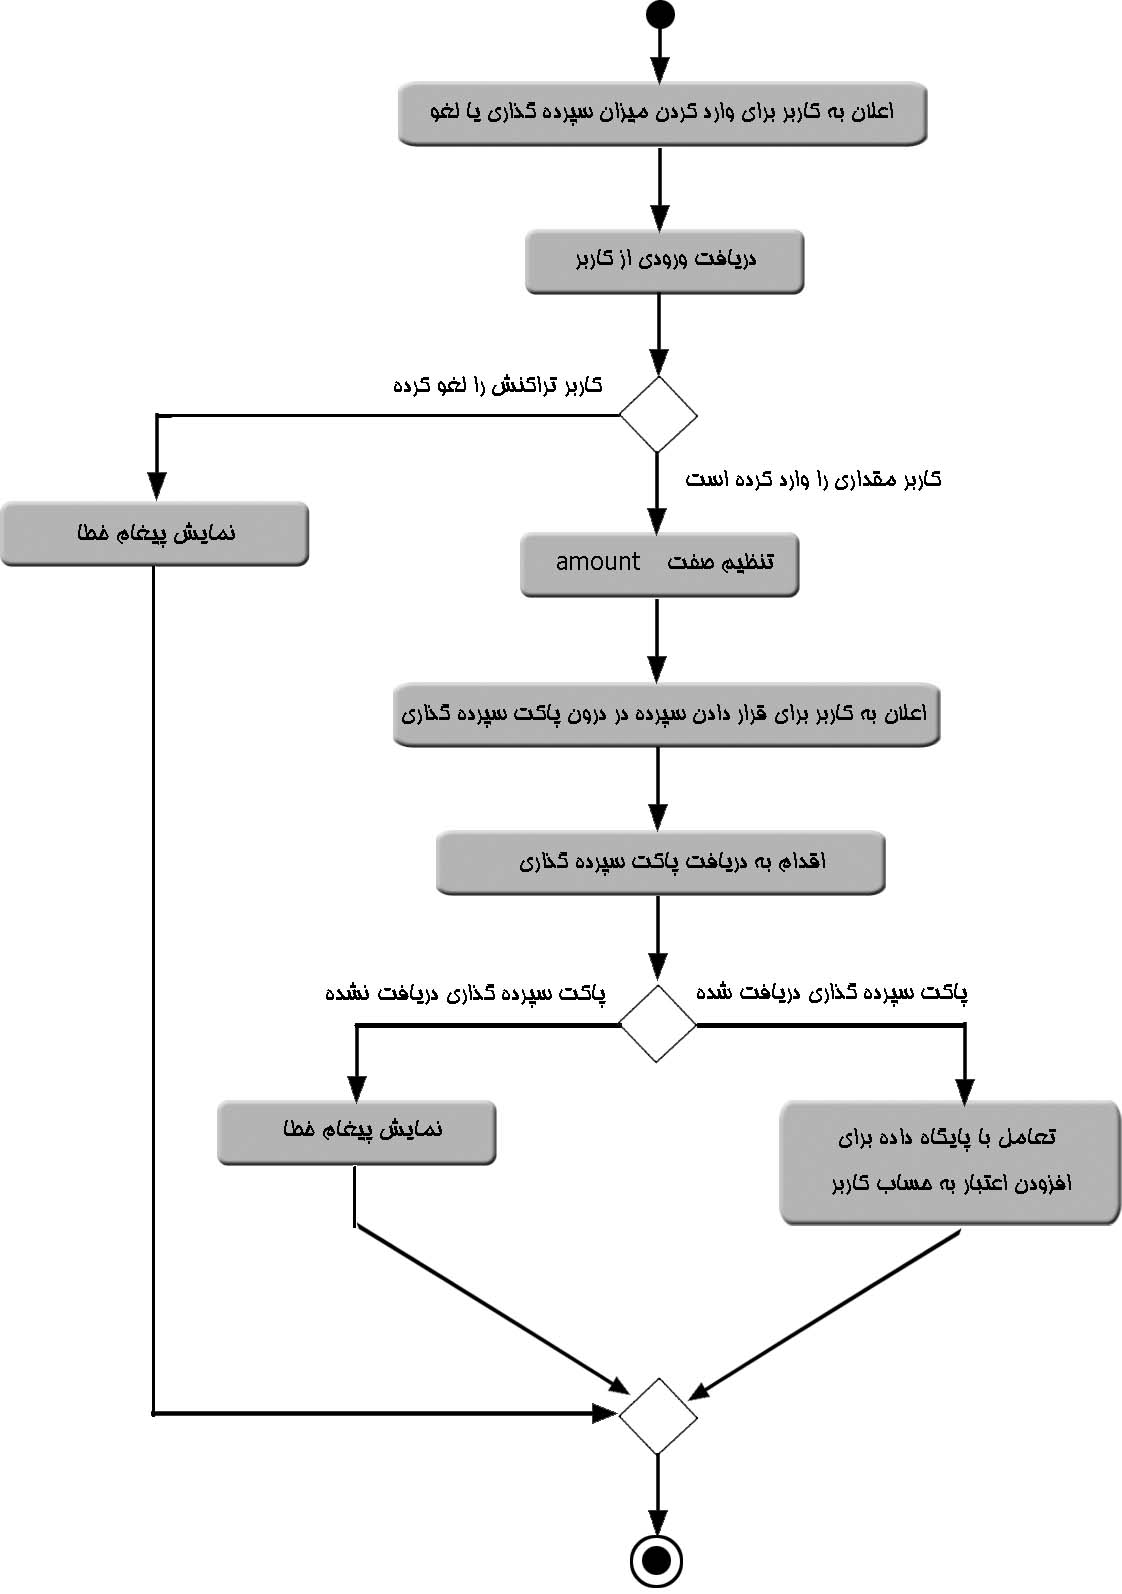 اعلان به کاربر برای وارد کردن میزان سپرده گذاری یا لغو
دریافت ورودی از کاربر
کاربر تراکنش را لغو کرده
کاربر مقداری را وارد کرده است
نمایش پیغام خطا
تنظیم صفت amount
اعلان به کاربر برای قرار دادن سپرده در درون پاکت سپرده گذاری
اقدام به دریافت پاکت سپرده گذاری
پاکت سپرده گذاری دریافت شده
پاکت سپرده گذاری دریافت نشده
تعامل با پایگاه داده برای
افزودن اعتبار به حساب کاربر
نمایش پیغام خطا